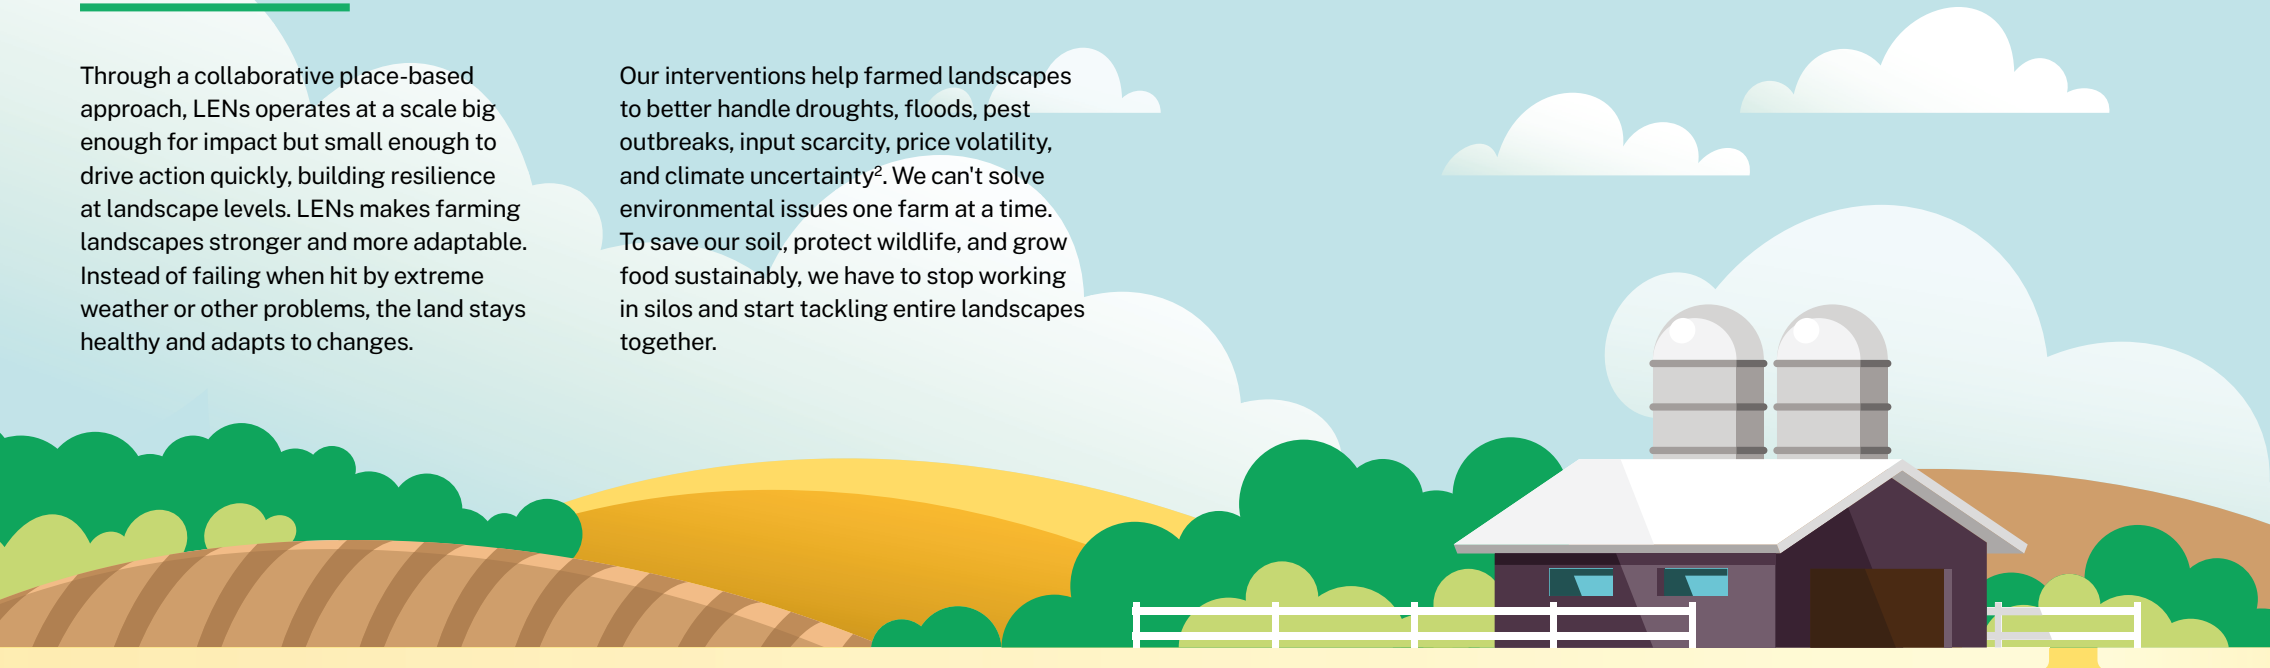 Through a collaborative place-based
approach, LENs operates at a scale big
enough for impact but small enough to
drive action quickly, building resilience
at landscape levels. LENs makes farming
landscapes stronger and more adaptable.
Instead of failing when hit by extreme
weather or other problems, the land stays
healthy and adapts to changes.
Our interventions help farmed landscapes
to better handle droughts, floods, pest
outbreaks, input scarcity, price volatility,
and climate uncertainty². We can't solve
environmental issues one farm at a time.
To save our soil, protect wildlife, and grow
food sustainably, we have to stop working
in silos and start tackling entire landscapes
together.